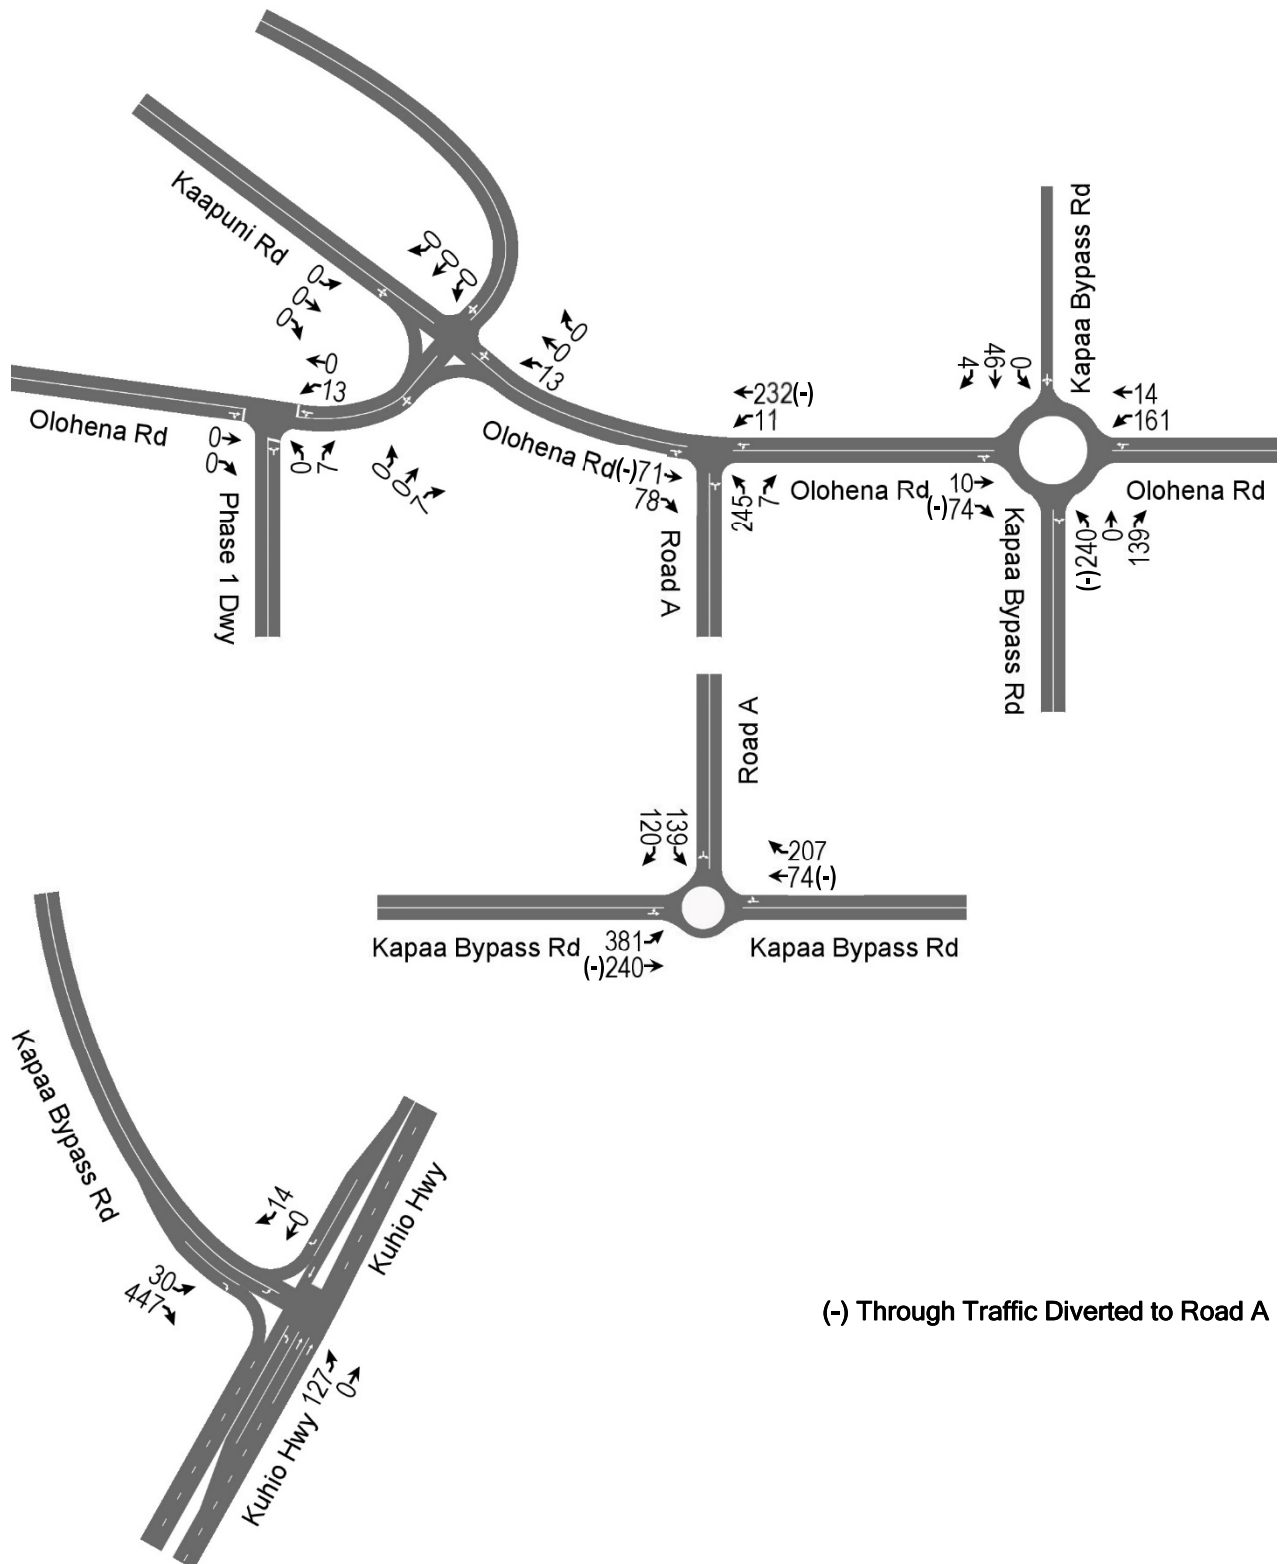 Kaapuni Rd
0
0
0
0
0
0
0
0
13
0
13
Olohena Rd
0
0
0
7
0
0
7
Phase 1 Dwy
Olohena Rd
(-)71
78
232(-)
11
245
7
Road A
Olohena Rd
Kapaa Bypass Rd
4
46
0
14
161
10
(-)74
Olohena Rd
(-)240
0
139
Kapaa Bypass Rd
Road A
120
139
207
74(-)
Kapaa Bypass Rd
381
(-)240
Kapaa Bypass Rd
Kapaa Bypass Rd
14
0
Kuhio Hwy
30
447
127
0
Kuhio Hwy
(-) Through Traffic Diverted to Road A